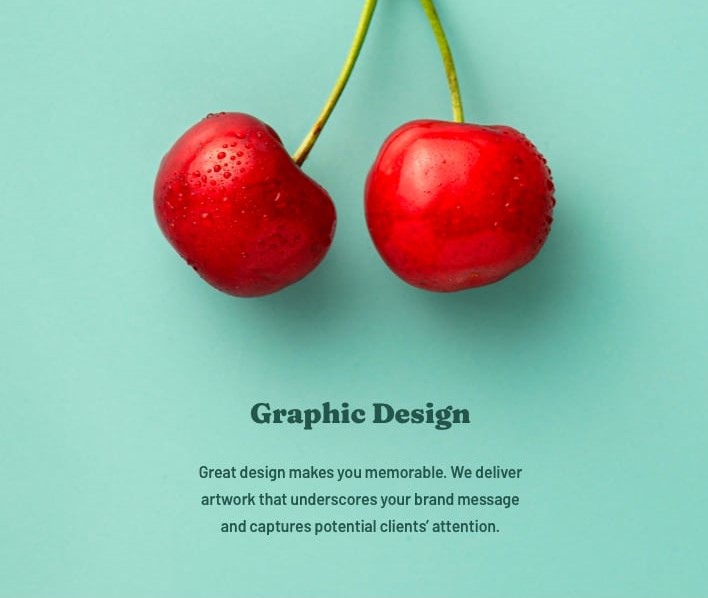 Graphic Design
Great design makes you memorable. We deliver
artwork that underscores your brand message
and captures potential clients’ attention.